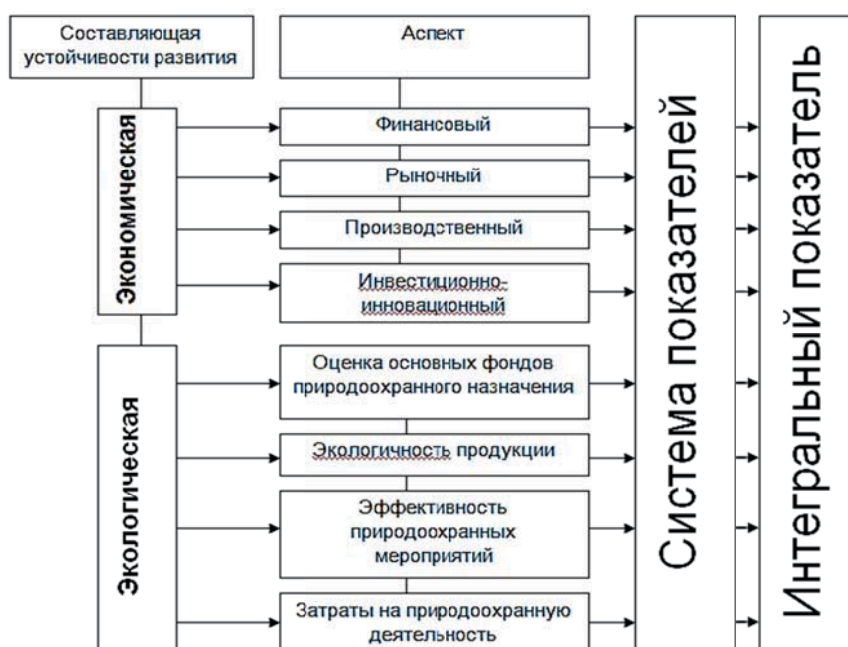 Составляющая
устойчивости развития
Аспект
Экономическая
Финансовый
Рыночный
Производственный
Инвестиционно-
инновационный
Экологическая
Оценка основных фондов
природоохранного назначения
Экологичность продукции
Эффективность
природоохранных
мероприятий
Затраты на природоохранную
деятельность
Система показателей
Интегральный показатель